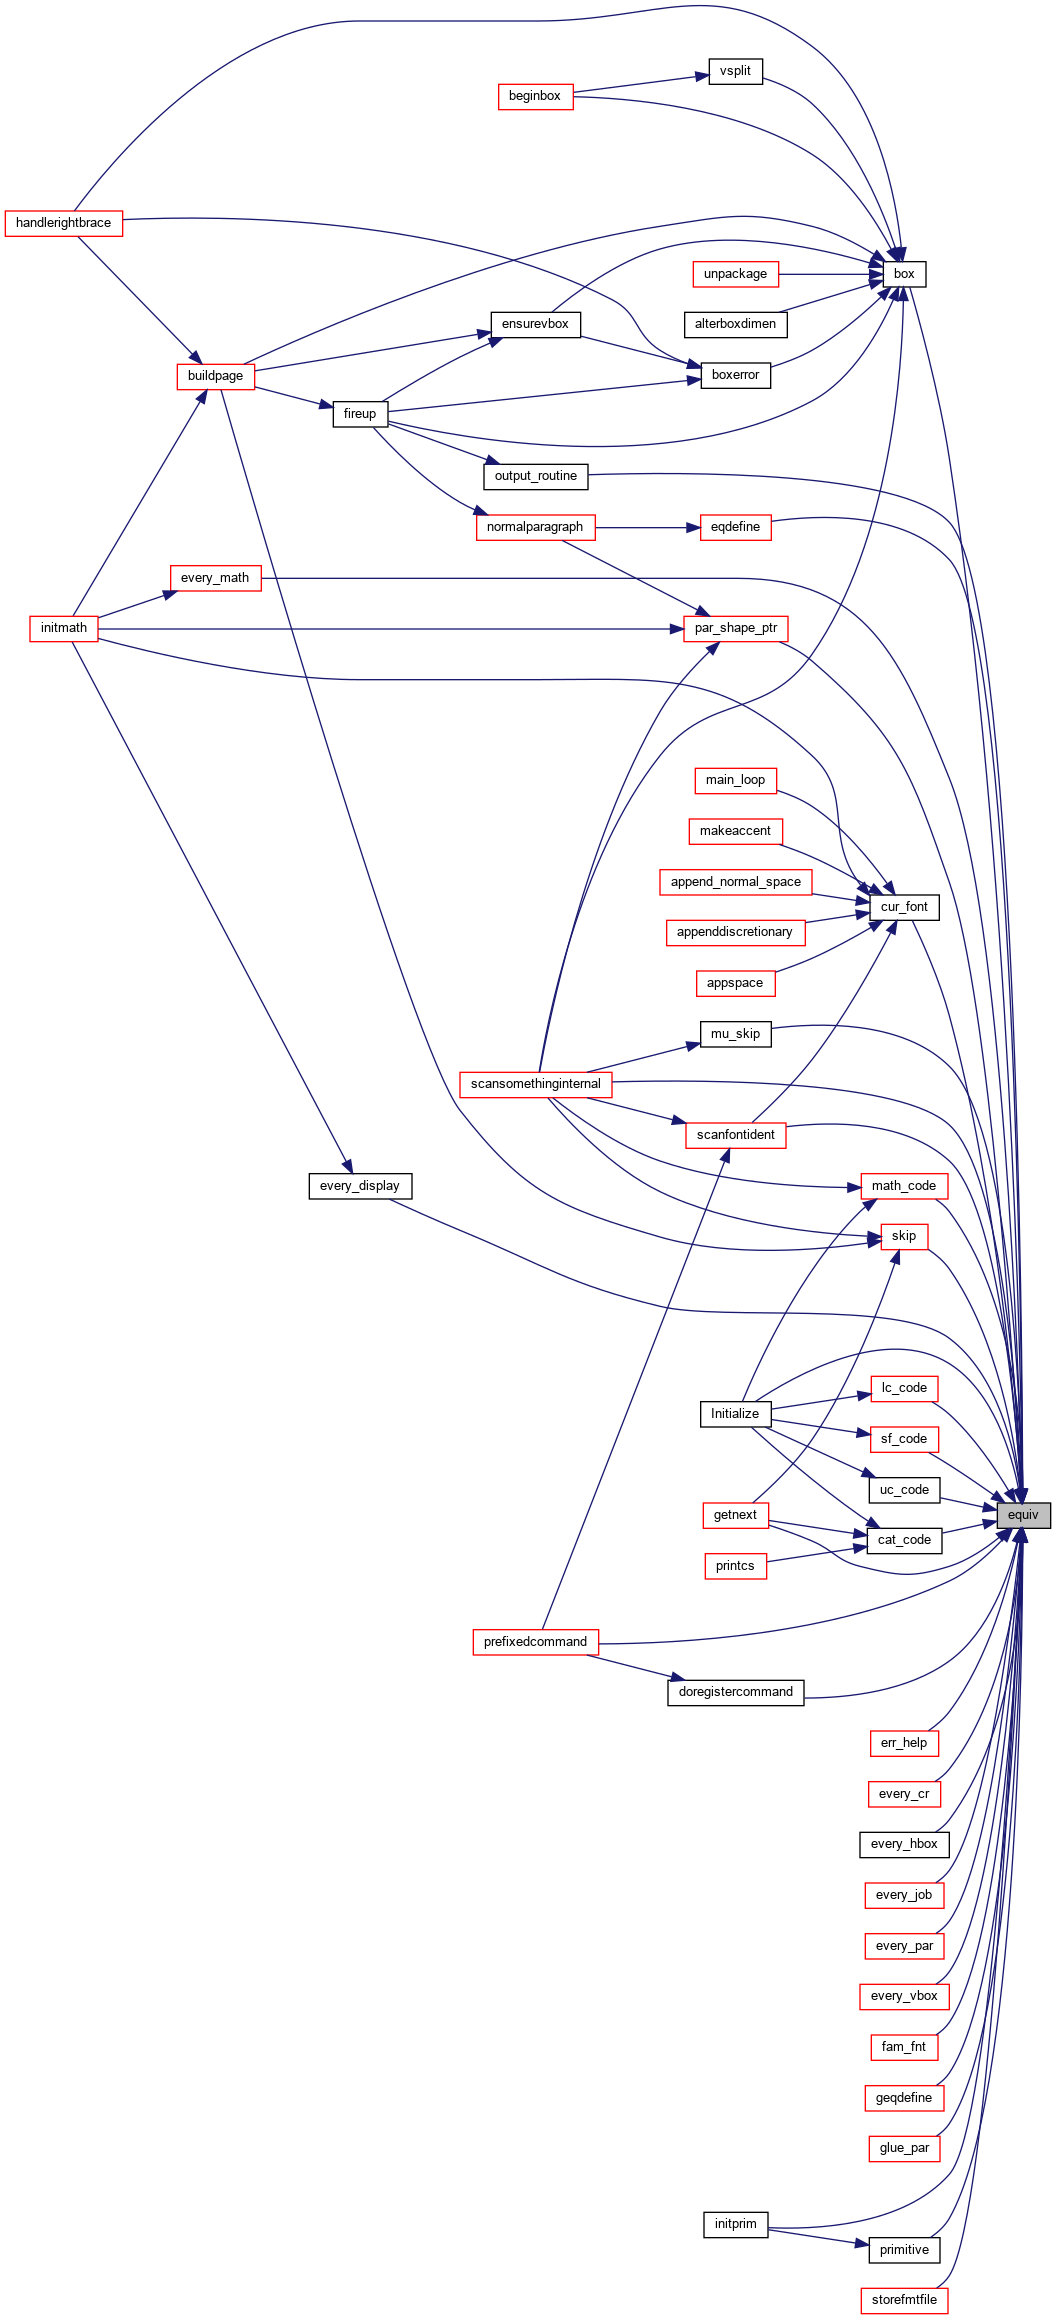 vsplit
beginbox
handlerightbrace
box
unpackage
ensurevbox
alterboxdimen
buildpage
boxerror
fireup
output_routine
normalparagraph
eqdefine
every_math
initmath
par_shape_ptr
main_loop
makeaccent
append_normal_space
cur_font
appenddiscretionary
appspace
mu_skip
scansomethinginternal
scanfontident
every_display
math_code
skip
lc_code
Initialize
sf_code
uc_code
getnext
equiv
cat_code
printcs
prefixedcommand
doregistercommand
err_help
every_cr
every_hbox
every_job
every_par
every_vbox
fam_fnt
geqdefine
glue_par
initprim
primitive
storefmtfile